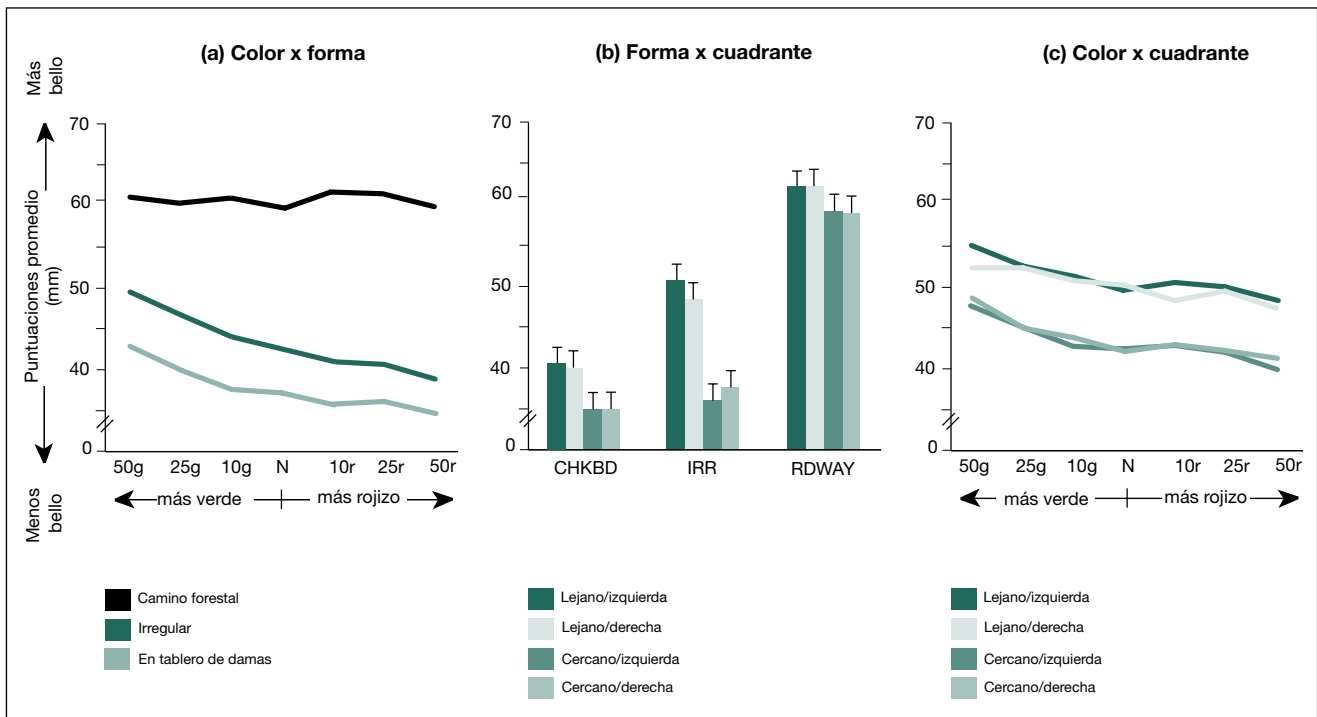 (a) Color x forma
(b) Forma x cuadrante
(c) Color x cuadrante
Más
bello
Puntuaciones promedio
(mm)
Menos
bello
70
60
50
40
0
50g 25g 10g N 10r 25r 50r
más verde más rojizo
70
60
50
40
0
CHKBD IRR RDWAY
70
60
50
40
0
50g 25g 10g N 10r 25r 50r
más verde más rojizo
Camino forestal
Irregular
En tablero de damas
Lejano/izquierda
Lejano/derecha
Cercano/izquierda
Cercano/derecha
Lejano/izquierda
Lejano/derecha
Cercano/izquierda
Cercano/derecha